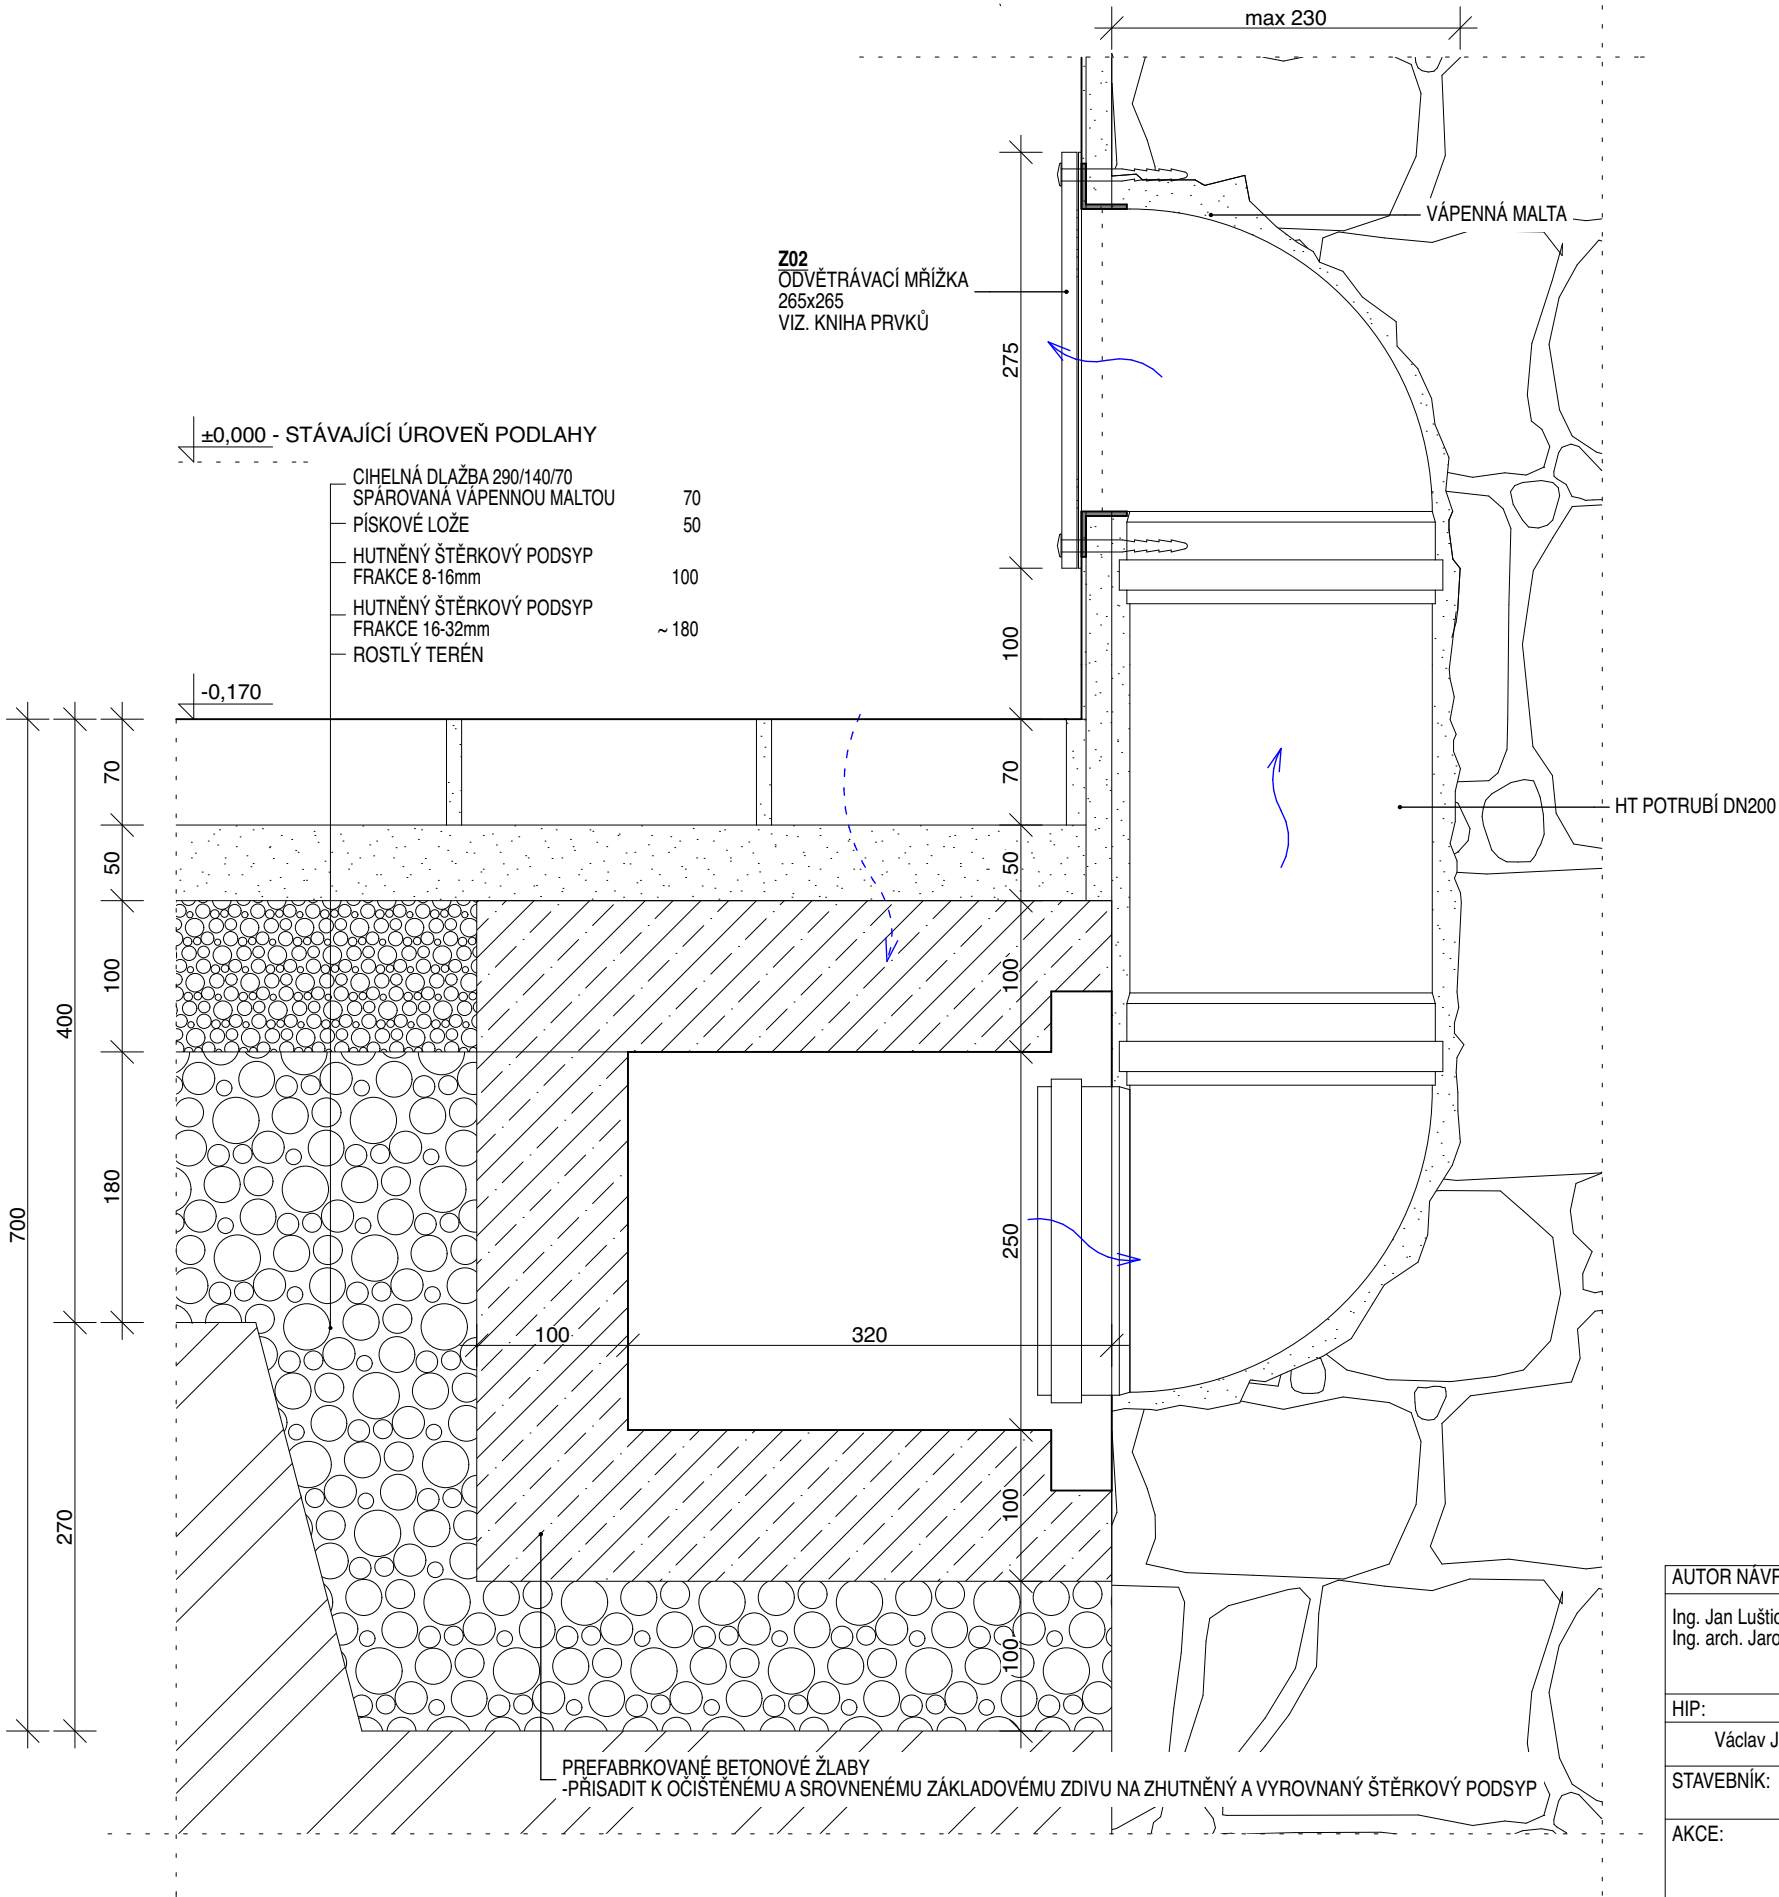 max 230
VÁPENNÁ MALTA
Z02
ODVĚTRÁVACÍ MŘÍŽKA
265x265
VIZ. KNIHA PRVKŮ
275
±0,000 - STÁVAJÍCÍ ÚROVEŇ PODLAHY
CIHELNÁ DLAŽBA 290/140/70
SPÁROVANÁ VÁPENNOU MALTOU 70
PÍSKOVÉ LOŽE 50
HUTNĚNÝ ŠTĚRKOVÝ PODSYP
FRAKCE 8-16mm 100
HUTNĚNÝ ŠTĚRKOVÝ PODSYP
FRAKCE 16-32mm ~ 180
ROSTLÝ TERÉN
100
-0,170
70
70
HT POTRUBÍ DN200
50
50
100
100
400
180
700
250
100
320
270
100
100
PREFABRKOVANÉ BETONOVÉ ŽLABY
-PŘISADIT K OČIŠTĚNÉMU A SROVNENÉMU ZÁKLADOVÉMU ZDIVU NA ZHUTNĚNÝ A VYROVNANÝ ŠTĚRKOVÝ PODSYP
AUTOR
Ing. Jan
Ing. arch.
HIP:
Václav J
STAVEBNÍK:
AKCE: